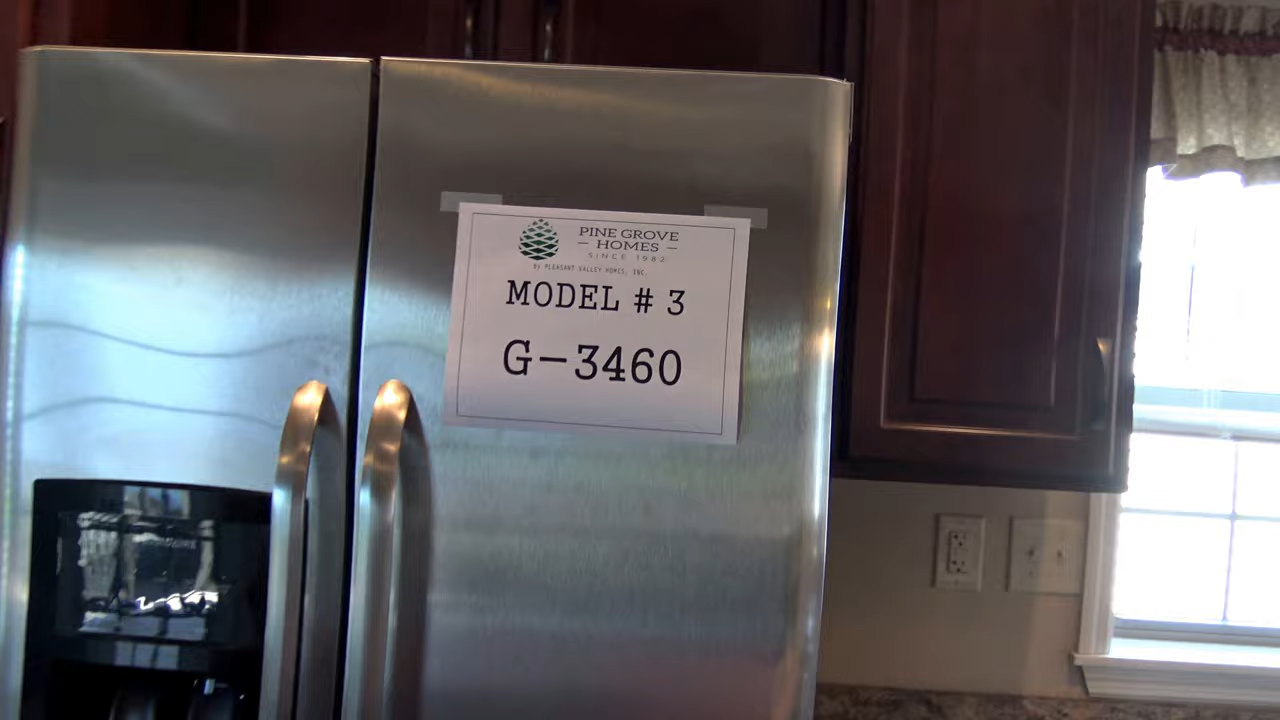 PINE GROVE
– HOMES –
SINCE 1982
By PLEASANT VALLEY HOMES, INC.
MODEL # 3
G-3460